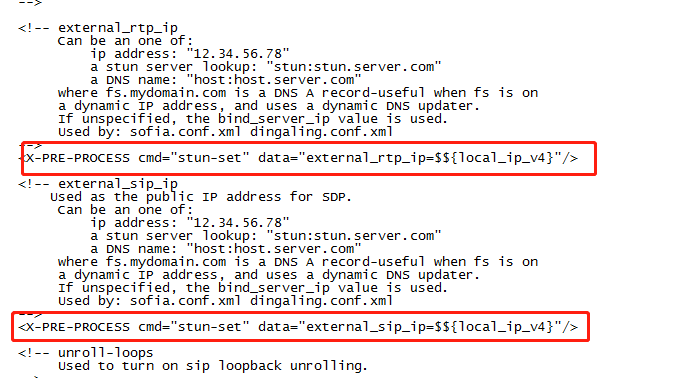 -->
<!-- external_rtp_ip
Can be an one of:
ip address: "12.34.56.78"
a stun server lookup: "stun:stun.server.com"
a DNS name: "host:host.server.com"
where fs.mydomain.com is a DNS A record-useful when fs is on
a dynamic IP address, and uses a dynamic DNS updater.
If unspecified, the bind_server_ip value is used.
Used by: sofia.conf.xml dingaling.conf.xml
-->
<X-PRE-PROCESS cmd="stun-set" data="external_rtp_ip=$${local_ip_v4}"/>
<!-- external_sip_ip
Used as the public IP address for SDP.
Can be an one of:
ip address: "12.34.56.78"
a stun server lookup: "stun:stun.server.com"
a DNS name: "host:host.server.com"
where fs.mydomain.com is a DNS A record-useful when fs is on
a dynamic IP address, and uses a dynamic DNS updater.
If unspecified, the bind_server_ip value is used.
Used by: sofia.conf.xml dingaling.conf.xml
-->
<X-PRE-PROCESS cmd="stun-set" data="external_sip_ip=$${local_ip_v4}"/>
<!-- unroll-loops
Used to turn on sip loopback unrolling.
-->